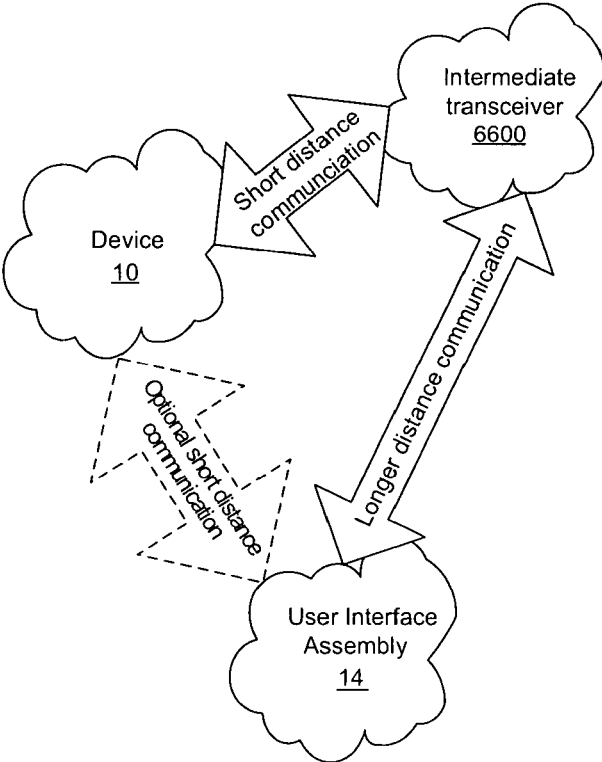 Intermediate
transceiver
6600
Short distance
communciation
Device
10
Longer distance communication
Optional short distance
communication
User Interface
Assembly
14